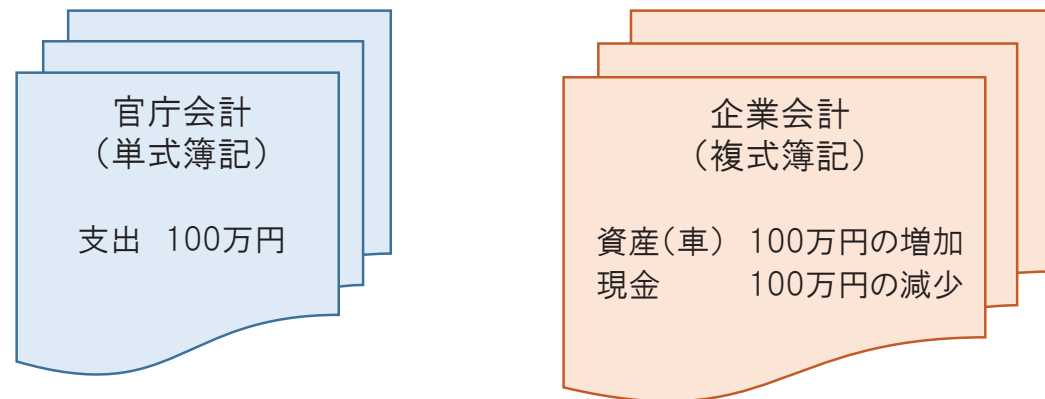 官庁会計
（単式簿記）
支出　100万円
企業会計
（複式簿記）
資産（車）　100万円の増加
現金　　　　100万円の減少